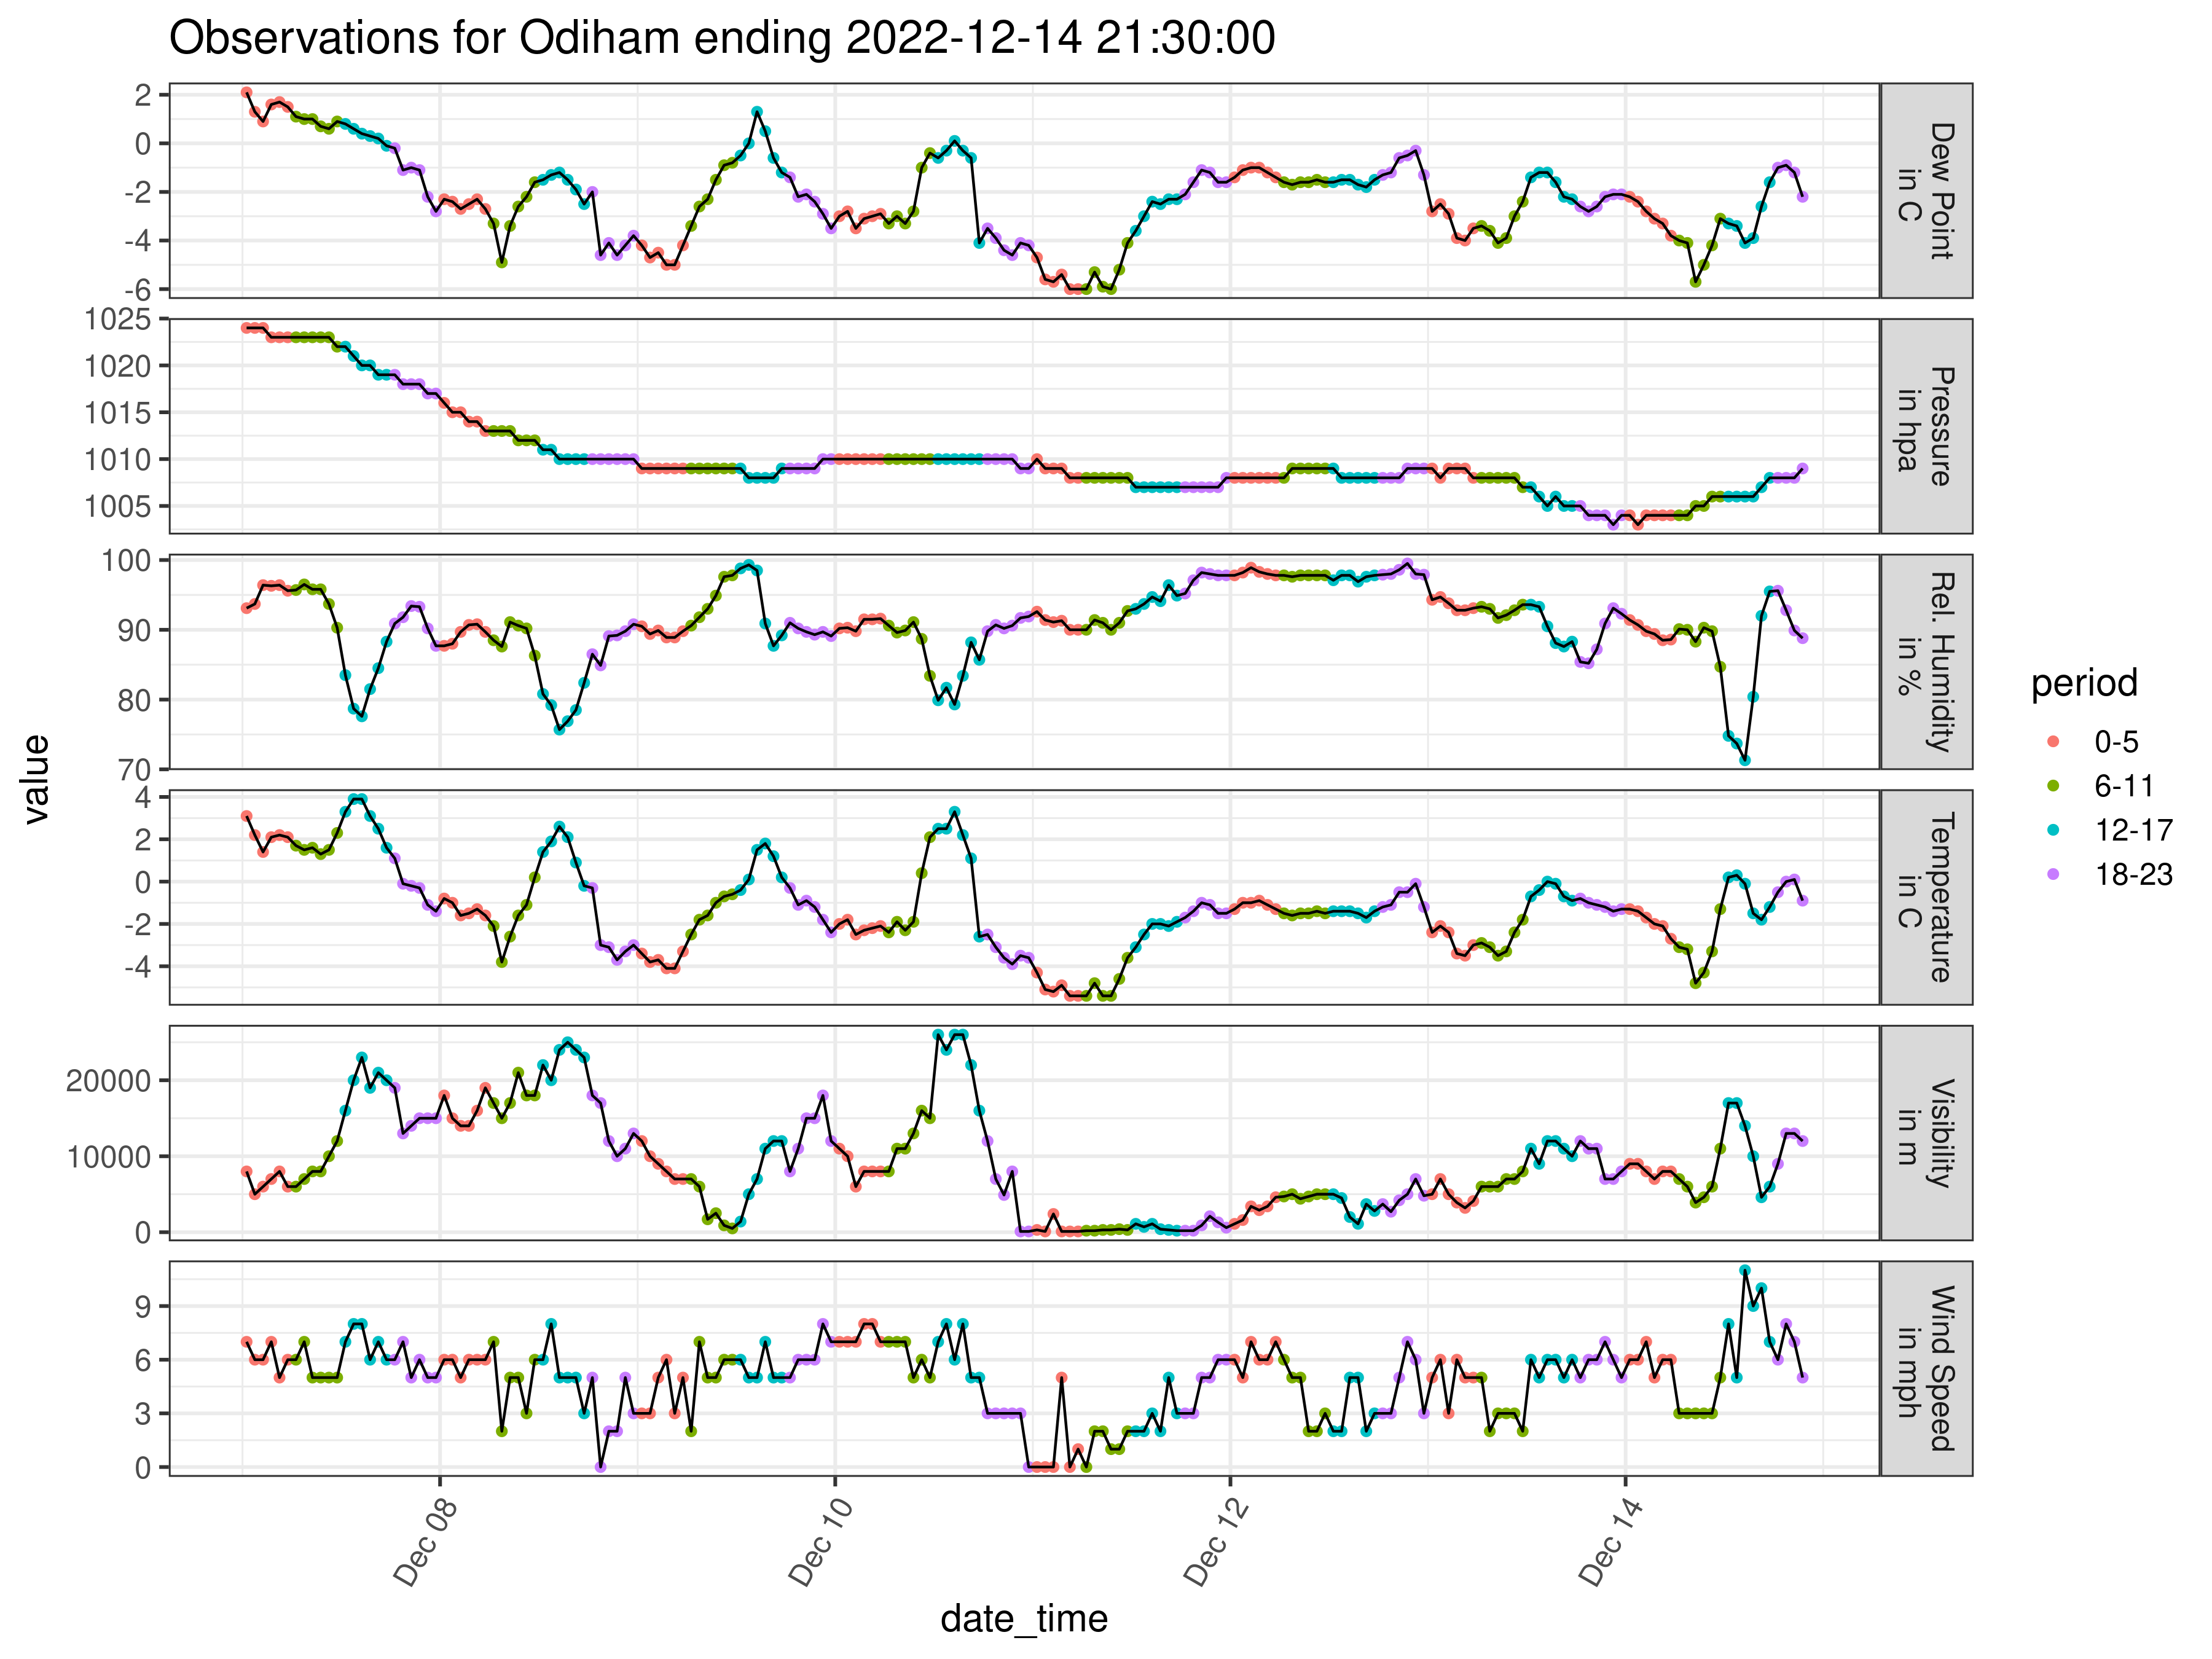 Observations for Odiham ending 2022-12-14 21:30:00
2
0
-2
-4
-6
Dew Point
in C
1025
1020
1015
1010
1005
Pressure
in hpa
100
90
80
70
Rel. Humidity
in %
4
2
0
-2
-4
Temperature
in C
20000
10000
0
Visibility
in m
9
6
3
0
Wind Speed
in mph
Dec 08
Dec 10
Dec 12
Dec 14
date_time
value
period
0-5
6-11
12-17
18-23